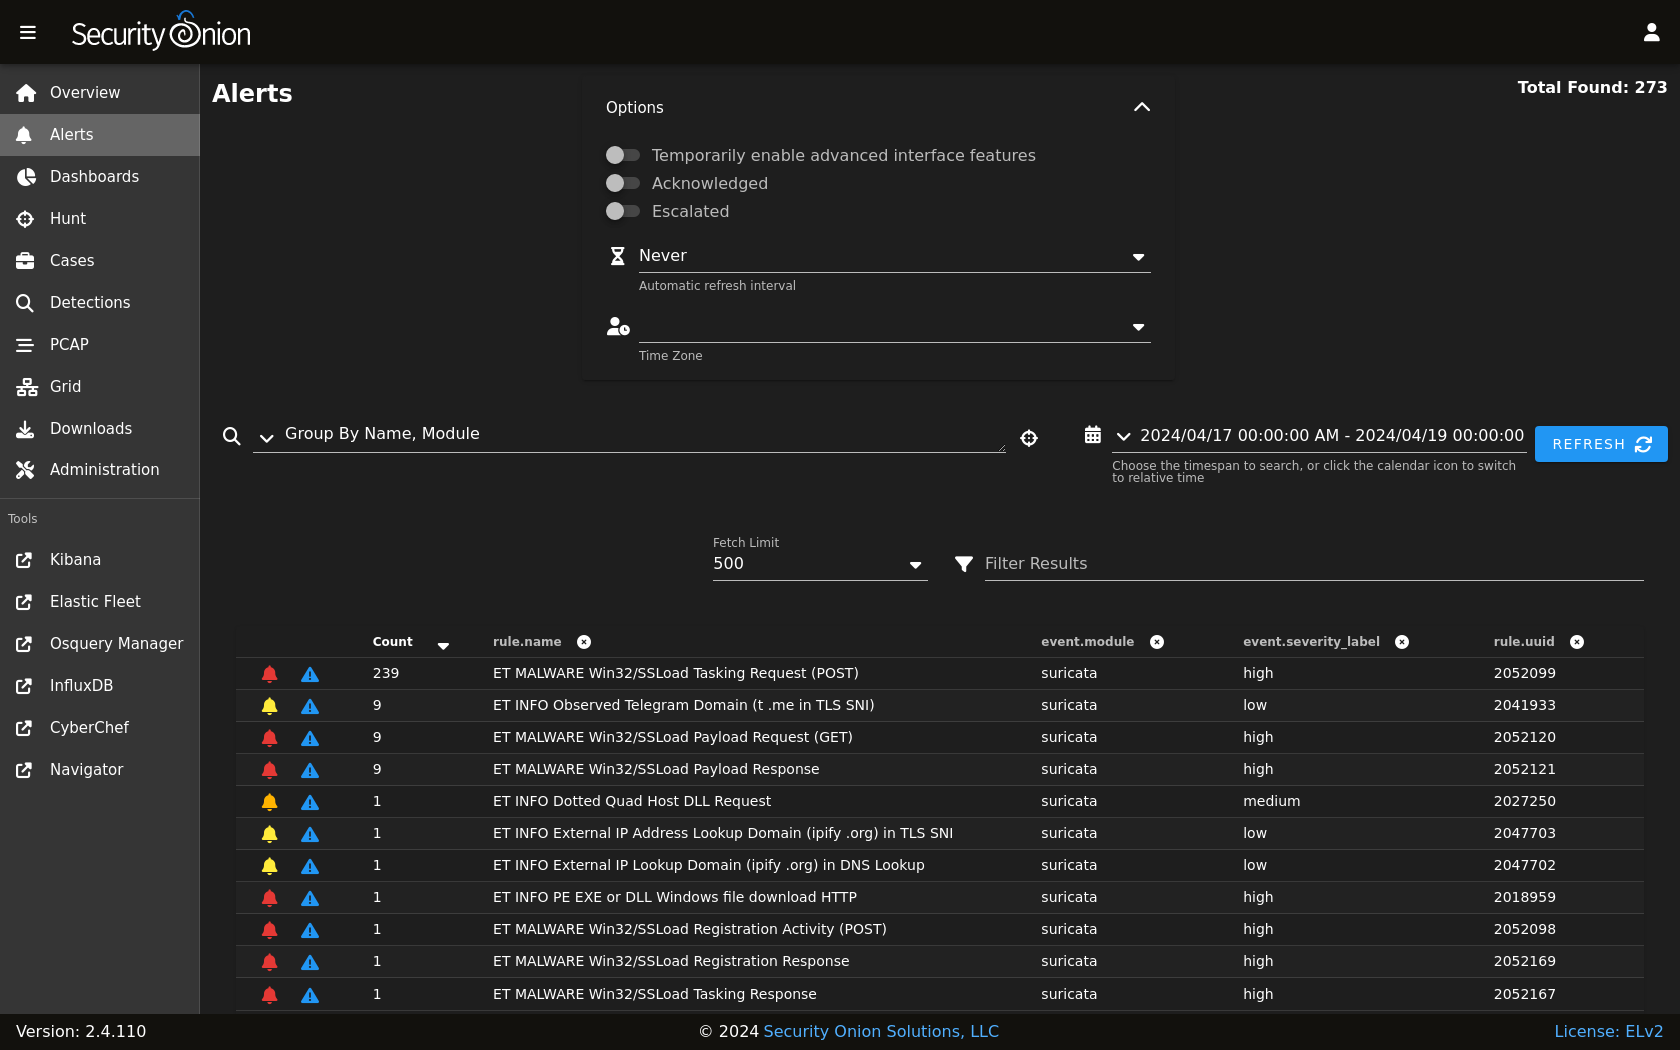 Security Onion
Overview
Alerts
Dashboards
Hunt
Cases
Detections
PCAP
Grid
Downloads
Administration
Tools
Kibana
Elastic Fleet
Osquery Manager
InfluxDB
CyberChef
Navigator
Alerts
Total Found: 273
Options
Temporarily enable advanced interface features
Acknowledged
Escalated
Never
Automatic refresh interval
Time Zone
Group By Name, Module
2024/04/17 00:00:00 AM - 2024/04/19 00:00:00
REFRESH
Choose the timespan to search, or click the calendar icon to switch
to relative time
Fetch Limit
500
Filter Results
Count rule.name event.module event.severity_label rule.uuid
239 ET MALWARE Win32/SSLoad Tasking Request (POST) suricata high 2052099
9 ET INFO Observed Telegram Domain (t .me in TLS SNI) suricata low 2041933
9 ET MALWARE Win32/SSLoad Payload Request (GET) suricata high 2052120
9 ET MALWARE Win32/SSLoad Payload Response suricata high 2052121
1 ET INFO Dotted Quad Host DLL Request suricata medium 2027250
1 ET INFO External IP Address Lookup Domain (ipify .org) in TLS SNI suricata low 2047703
1 ET INFO External IP Lookup Domain (ipify .org) in DNS Lookup suricata low 2047702
1 ET INFO PE EXE or DLL Windows file download HTTP suricata high 2018959
1 ET MALWARE Win32/SSLoad Registration Activity (POST) suricata high 2052098
1 ET MALWARE Win32/SSLoad Registration Response suricata high 2052169
1 ET MALWARE Win32/SSLoad Tasking Response suricata high 2052167
Version: 2.4.110
© 2024 Security Onion Solutions, LLC
License: ELv2